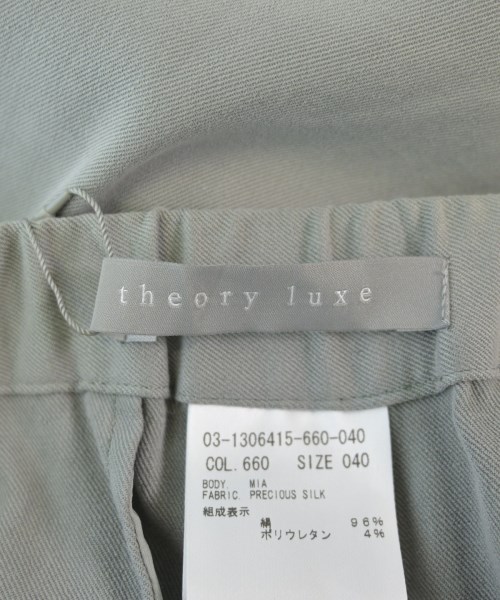 theory luxe
03-1306415-660-040
COL. 660 SIZE 040
BODY. MIA
FABRIC. PRECIOUS SILK
組成表示
絹 96%
ポリウレタン 4%